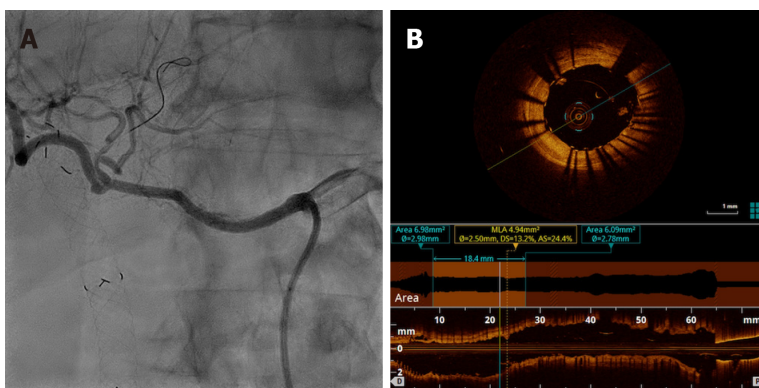 A
B
1 mm
Area 6.98mm²
Ø=2.98mm
MLA 4.94mm²
Ø=2.50mm, DS=13.2%, AS=24.4%
Area 6.09mm²
Ø=2.78mm
18.4 mm
Area
10 20 30 40 50 60 mm
mm
0
2
D P